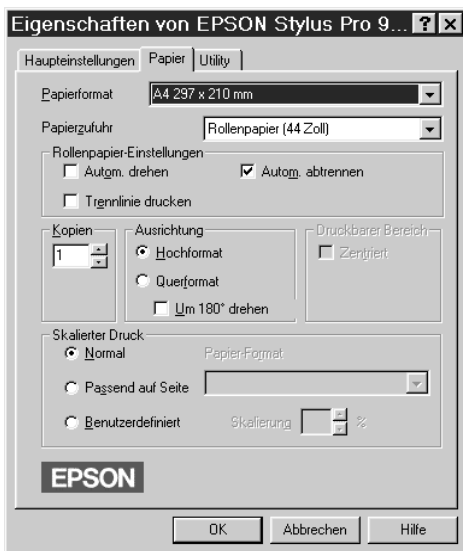 Eigenschaften von EPSON Stylus Pro 9... ? X
Haupteinstellungen Papier Utility
Papierformat A4 297 x 210 mm
Papierzufuhr Rollenpapier (44 Zoll)
Rollenpapier-Einstellungen
Autom. drehen Autom. abtrennen
Trennlinie drucken
Kopien Ausrichtung Druckbarer Bereich
1 Hochformat Zentriert
Querformat
Um 180° drehen
Skalierter Druck
Normal Papier-Format
Passend auf Seite
Benutzerdefiniert Skalierung %
EPSON
OK Abbrechen Hilfe